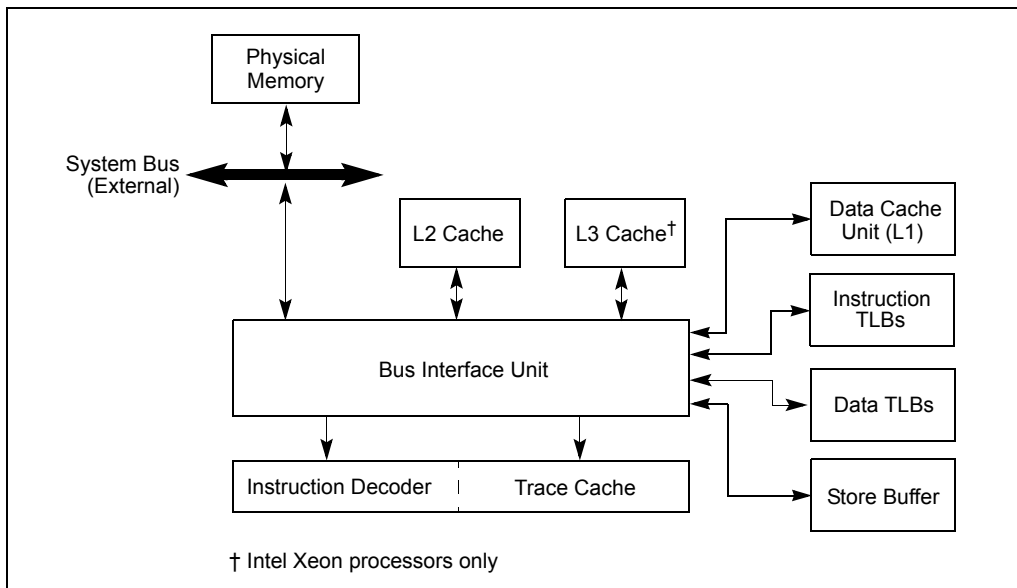 Physical
Memory
System Bus
(External)
L2 Cache
L3 Cache†
Data Cache
Unit (L1)
Instruction
TLBs
Bus Interface Unit
Data TLBs
Instruction Decoder
Trace Cache
Store Buffer
† Intel Xeon processors only